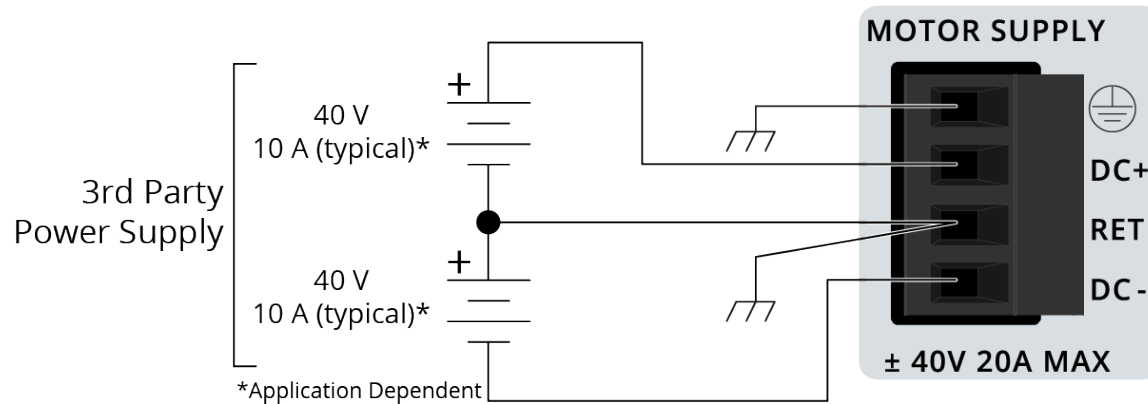 MOTOR SUPPLY
+
40 V
10 A (typical)*
DC+
3rd Party
Power Supply
RET
+
40 V
10 A (typical)*
DC -
± 40V 20A MAX
*Application Dependent